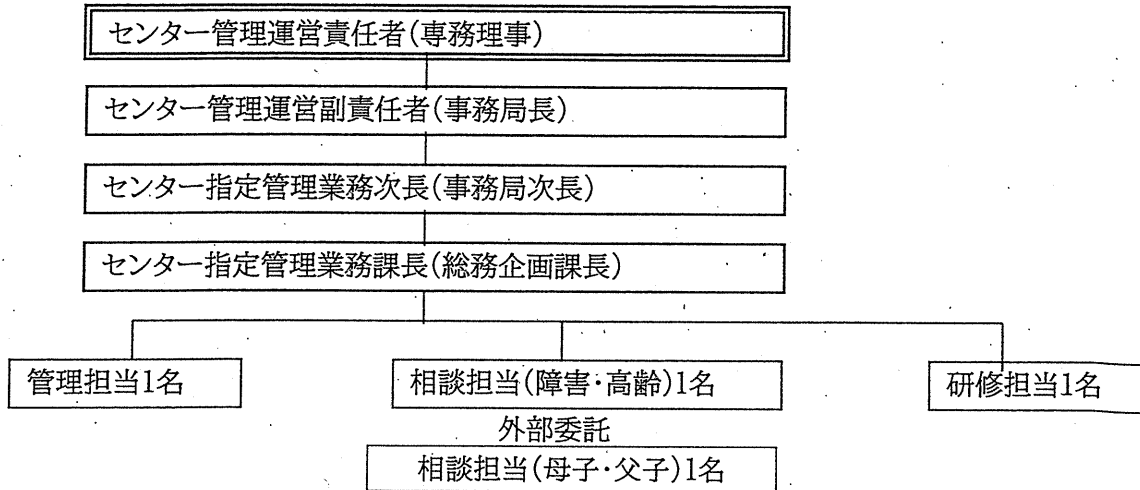 センター管理運営責任者(専務理事)
センター管理運営副責任者(事務局長)
センター指定管理業務次長(事務局次長)
センター指定管理業務課長(総務企画課長)
管理担当1名
相談担当(障害・高齢)1名
研修担当1名
外部委託
相談担当(母子・父子)1名